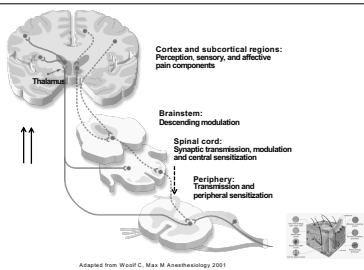 Cortex and subcortical regions:
Perception, sensory, and affective
pain components
Thalamus
Brainstem:
Descending modulation
Spinal cord:
Synaptic transmission, modulation
and central sensitization
Periphery:
Transmission and
peripheral sensitization
Adapted from Woolf C, Max M Anesthesiology 2001